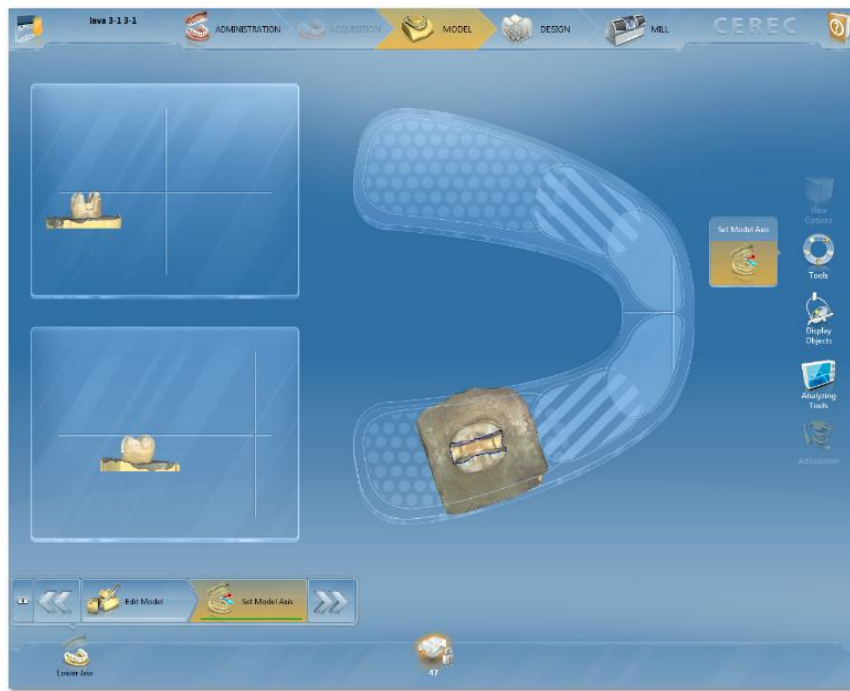 lava 3-1 3-1
ADMINISTRATION
ACQUISITION
MODEL
DESIGN
MILL
CEREC
View
Options
Set Model Axis
Tools
Display
Objects
Analyzing
Tools
Articulation
Edit Model
Set Model Axis
Lower Jaw
47